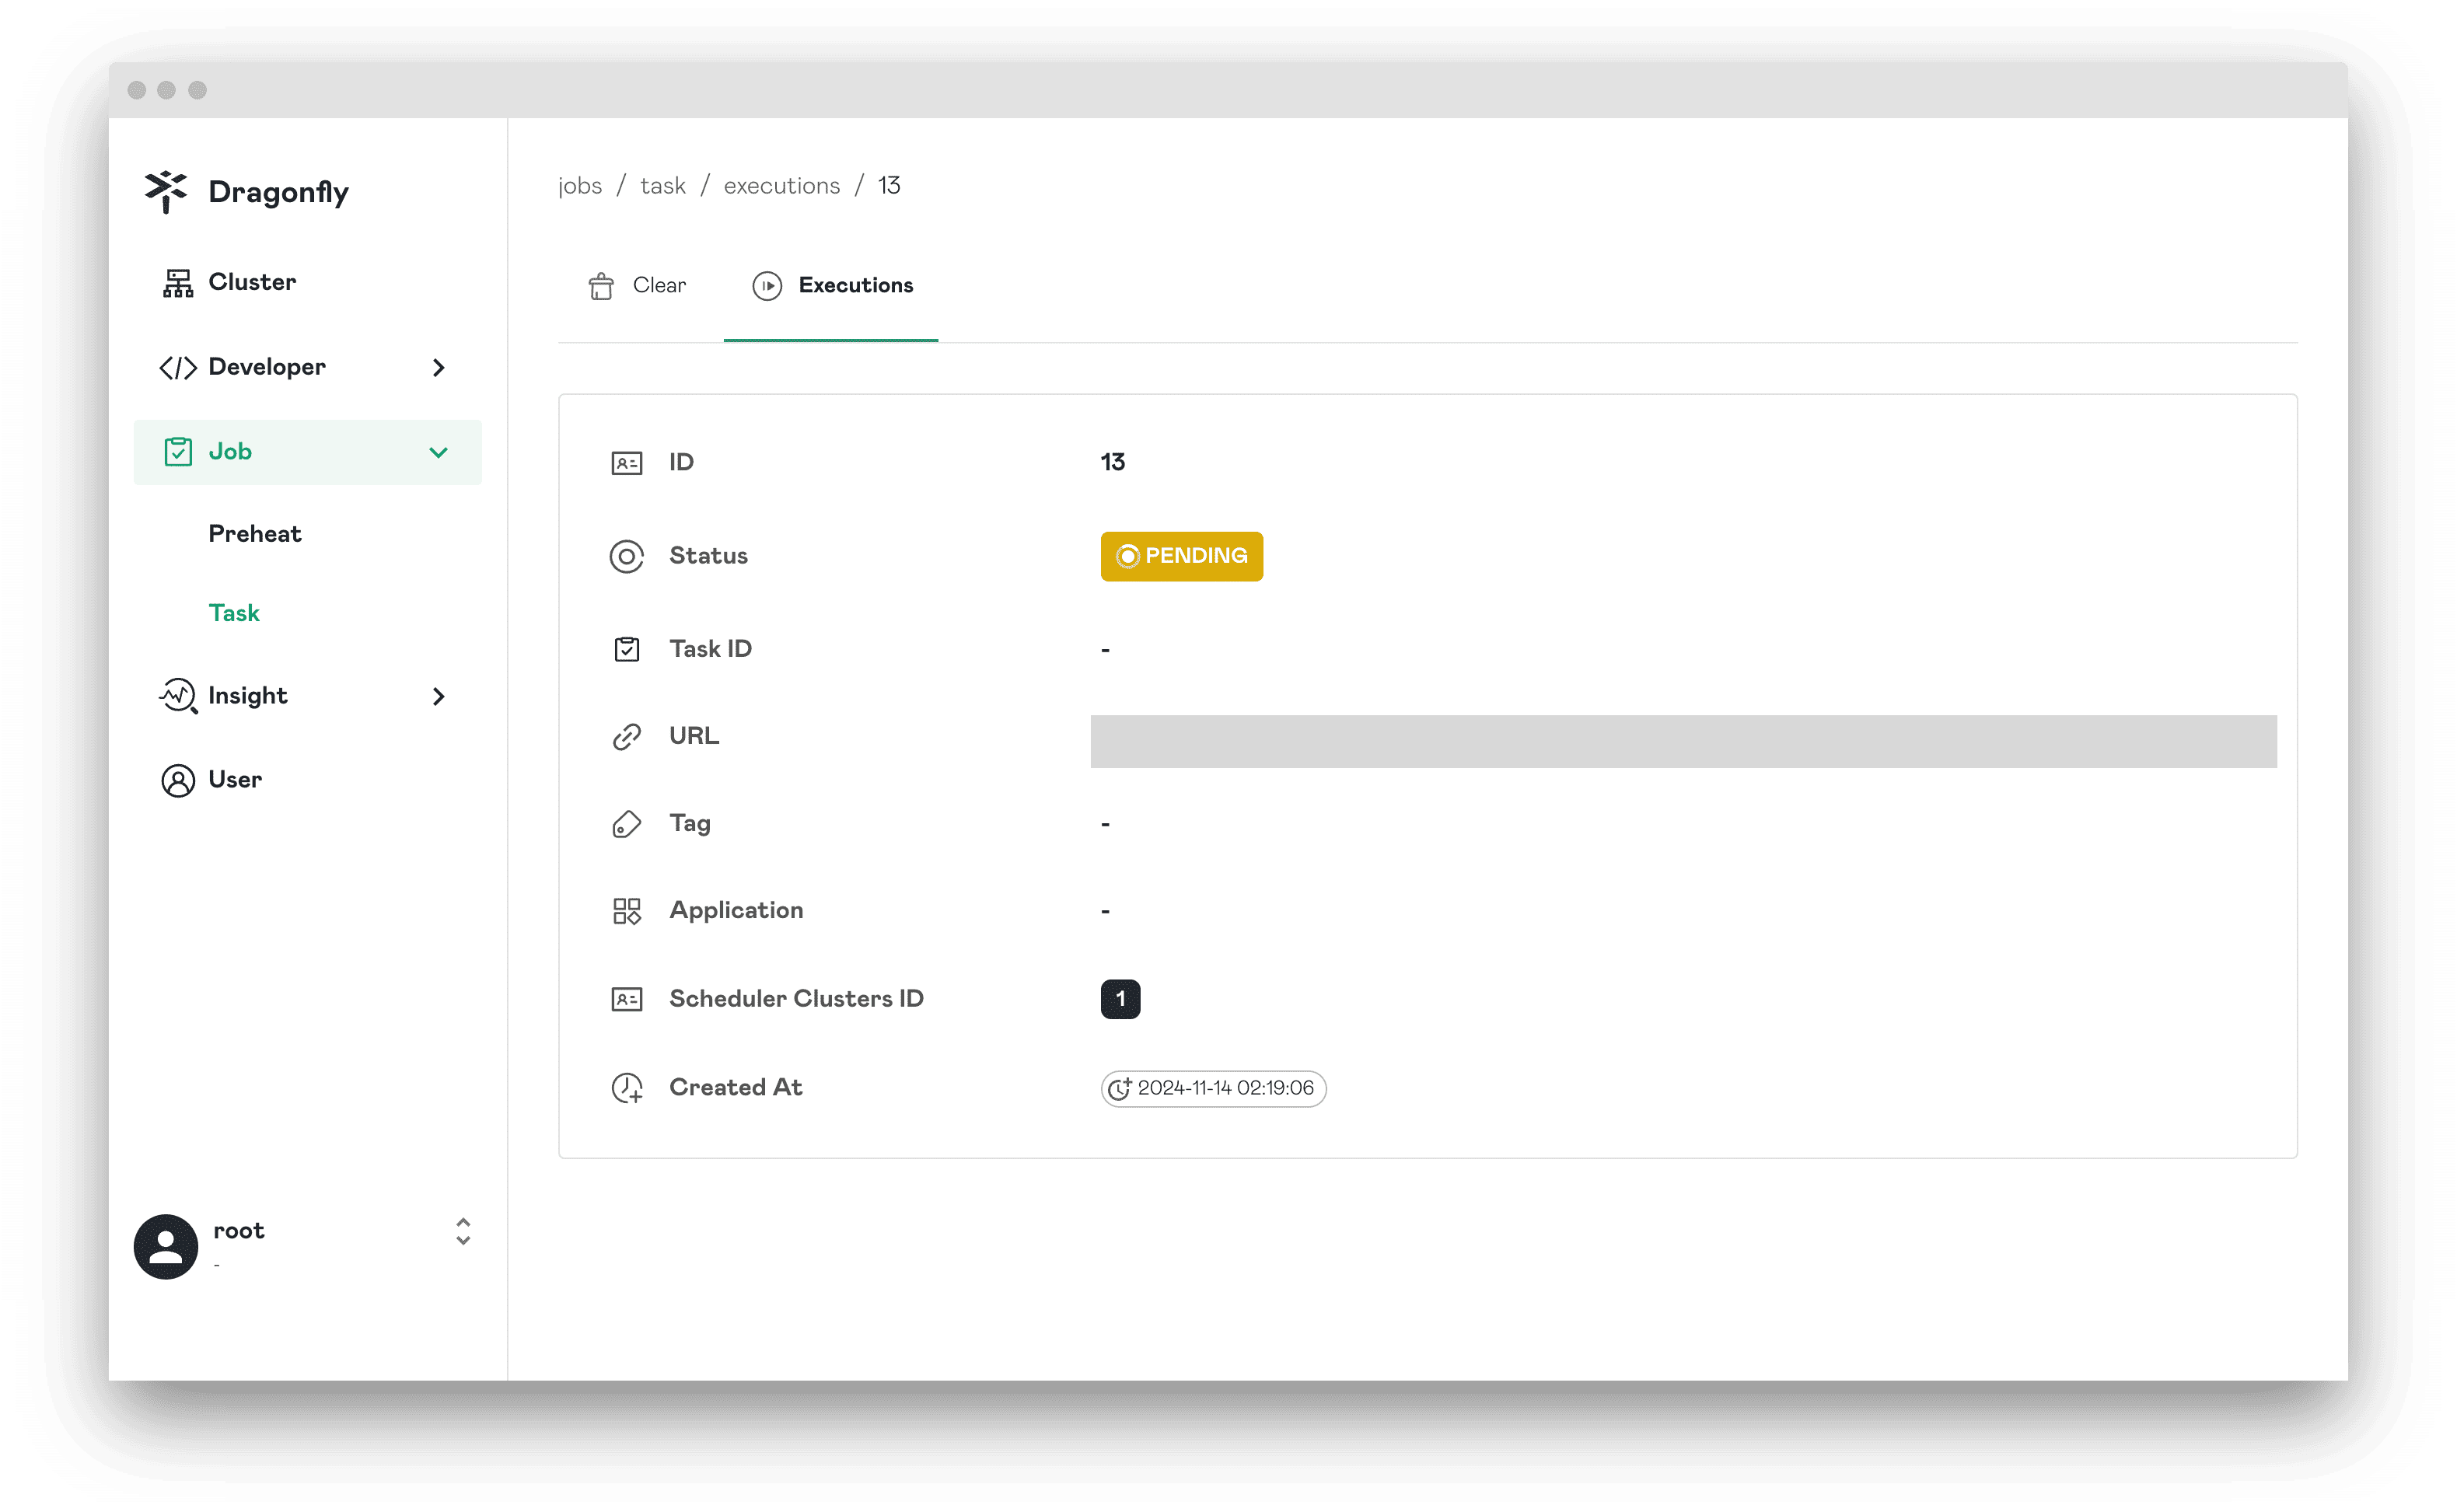 Dragonfly
Cluster
Developer
Job
Preheat
Task
Insight
User
root
-
jobs / task / executions / 13
Clear
Executions
ID 13
Status PENDING
Task ID -
URL
Tag -
Application -
Scheduler Clusters ID 1
Created At 2024-11-14 02:19:06